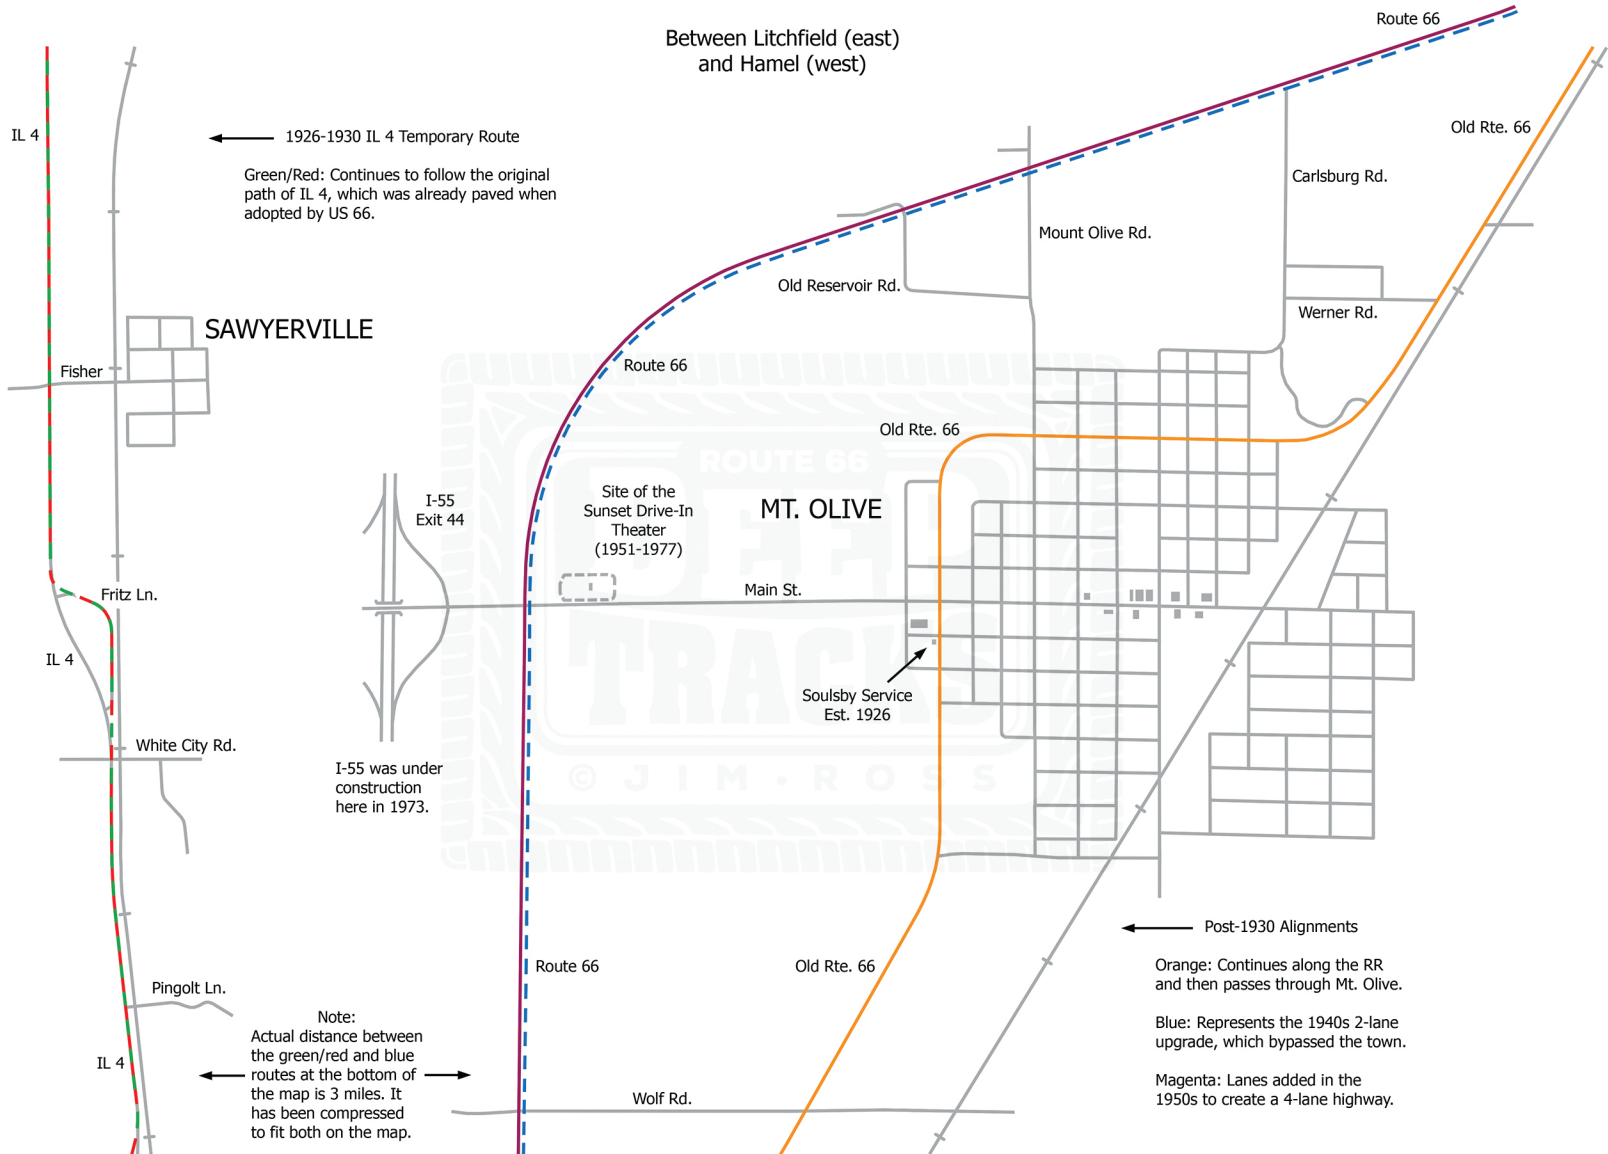 Between Litchfield (east)
and Hamel (west)
Route 66
IL 4
1926-1930 IL 4 Temporary Route
Green/Red: Continues to follow the original
path of IL 4, which was already paved when
adopted by US 66.
Old Rte. 66
Carlsburg Rd.
Mount Olive Rd.
Old Reservoir Rd.
Werner Rd.
SAWYERVILLE
Fisher
Route 66
Old Rte. 66
ROUTE 66
DEEP
TRACKS
© JIM · ROSS
I-55
Exit 44
Site of the
Sunset Drive-In
Theater
(1951-1977)
MT. OLIVE
Fritz Ln.
Main St.
IL 4
Soulsby Service
Est. 1926
White City Rd.
I-55 was under
construction
here in 1973.
Post-1930 Alignments
Orange: Continues along the RR
and then passes through Mt. Olive.
Blue: Represents the 1940s 2-lane
upgrade, which bypassed the town.
Magenta: Lanes added in the
1950s to create a 4-lane highway.
Route 66
Old Rte. 66
Pingolt Ln.
IL 4
Note:
Actual distance between
the green/red and blue
routes at the bottom of
the map is 3 miles. It
has been compressed
to fit both on the map.
Wolf Rd.